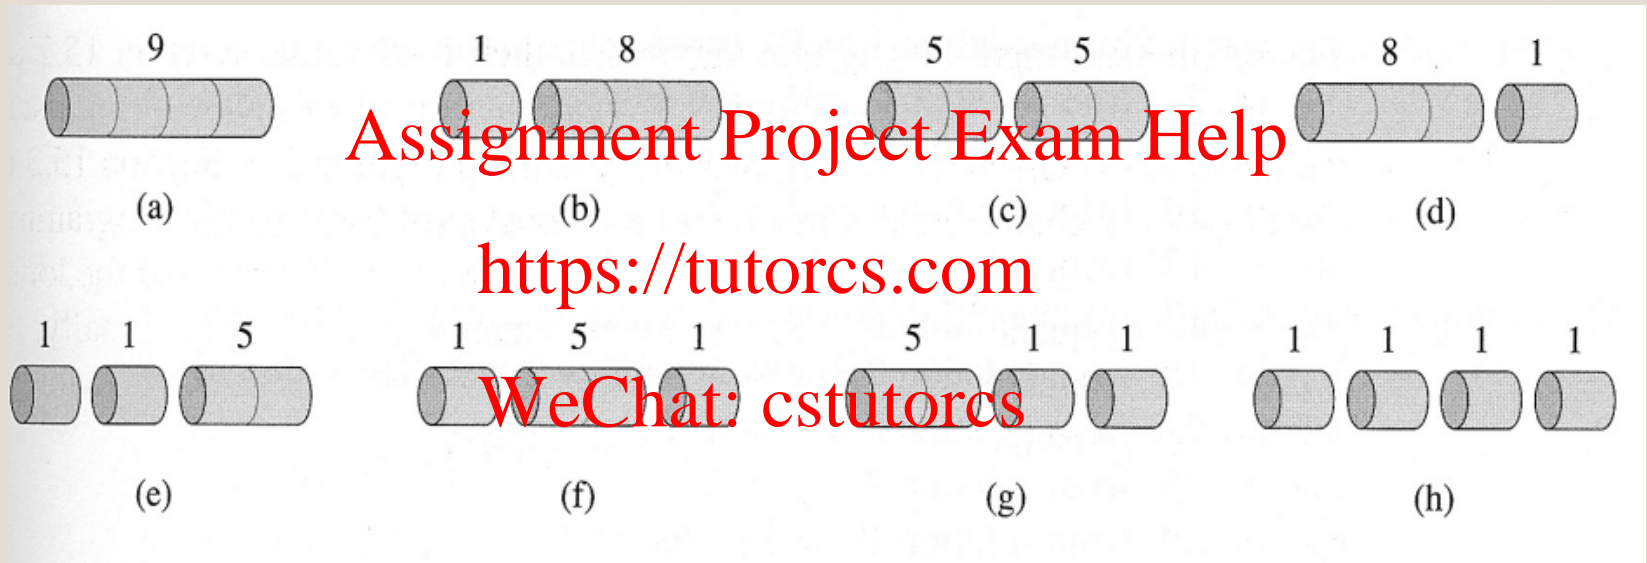 9 1 8 5 5 8 1
Assignment Project Exam Help
(a) (b) (c) (d)
https://tutorcs.com
1 1 5 1 5 1 5 1 1 1 1 1 1
WeChat: cstutorcs
(e) (f) (g) (h)